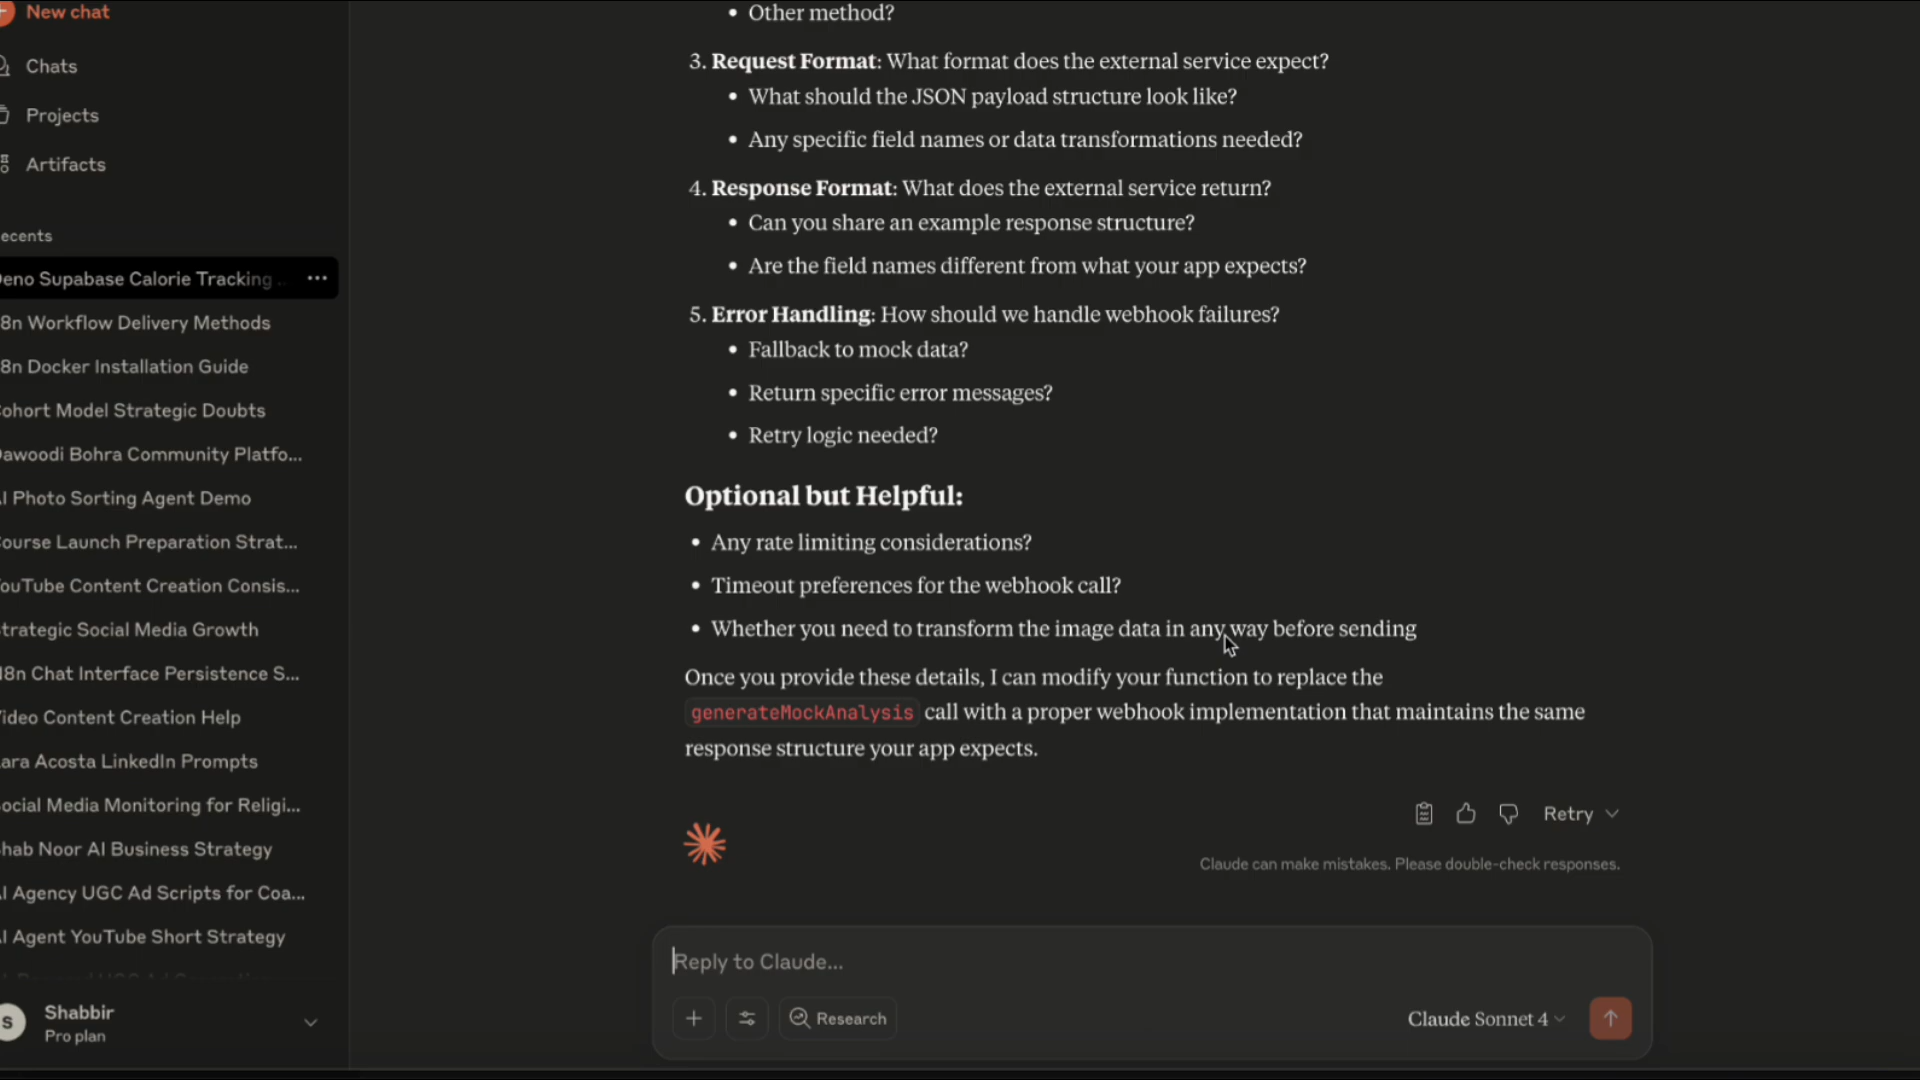 New chat
Chats
Projects
Artifacts
ecents
eno Supabase Calorie Tracking ...
8n Workflow Delivery Methods
8n Docker Installation Guide
ohort Model Strategic Doubts
awoodi Bohra Community Platfo...
I Photo Sorting Agent Demo
ourse Launch Preparation Strat...
ouTube Content Creation Consis...
trategic Social Media Growth
8n Chat Interface Persistence S...
ideo Content Creation Help
ara Acosta LinkedIn Prompts
ocial Media Monitoring for Religi...
hab Noor AI Business Strategy
I Agency UGC Ad Scripts for Coa...
I Agent YouTube Short Strategy
S
Shabbir
Pro plan
• Other method?
3. Request Format: What format does the external service expect?
• What should the JSON payload structure look like?
• Any specific field names or data transformations needed?
4. Response Format: What does the external service return?
• Can you share an example response structure?
• Are the field names different from what your app expects?
5. Error Handling: How should we handle webhook failures?
• Fallback to mock data?
• Return specific error messages?
• Retry logic needed?
Optional but Helpful:
• Any rate limiting considerations?
• Timeout preferences for the webhook call?
• Whether you need to transform the image data in any way before sending
Once you provide these details, I can modify your function to replace the
generateMockAnalysis call with a proper webhook implementation that maintains the same
response structure your app expects.
Retry
Claude can make mistakes. Please double-check responses.
Reply to Claude...
Research
Claude Sonnet 4